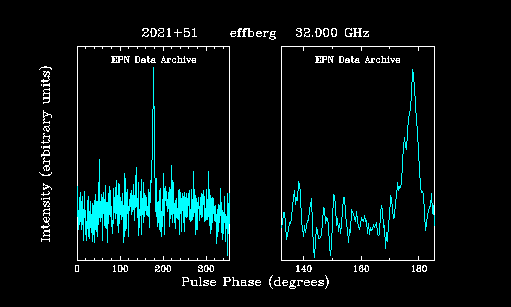 2021+51 effberg 32.000 GHz
EPN Data Archive EPN Data Archive
Intensity (arbitrary units)
0 100 200 300 140 160 180
Pulse Phase (degrees)